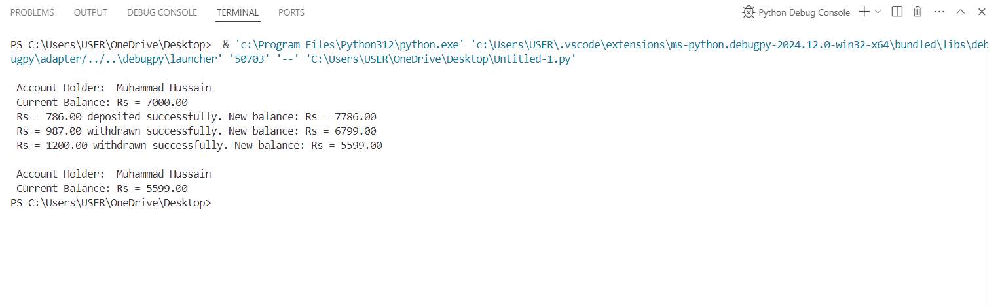 PROBLEMS OUTPUT DEBUG CONSOLE TERMINAL PORTS Python Debug Console
PS C:\Users\USER\OneDrive\Desktop>  & 'c:\Program Files\Python312\python.exe' 'c:\Users\USER\.vscode\extensions\ms-python.debugpy-2024.12.0-win32-x64\bundled\libs\deb
ugpy\adapter/../..\debugpy\launcher' '50703' '--' 'C:\Users\USER\OneDrive\Desktop\Untitled-1.py'
Account Holder:  Muhammad Hussain
Current Balance: Rs = 7000.00
Rs = 786.00 deposited successfully. New balance: Rs = 7786.00
Rs = 987.00 withdrawn successfully. New balance: Rs = 6799.00
Rs = 1200.00 withdrawn successfully. New balance: Rs = 5599.00
Account Holder:  Muhammad Hussain
Current Balance: Rs = 5599.00
PS C:\Users\USER\OneDrive\Desktop>